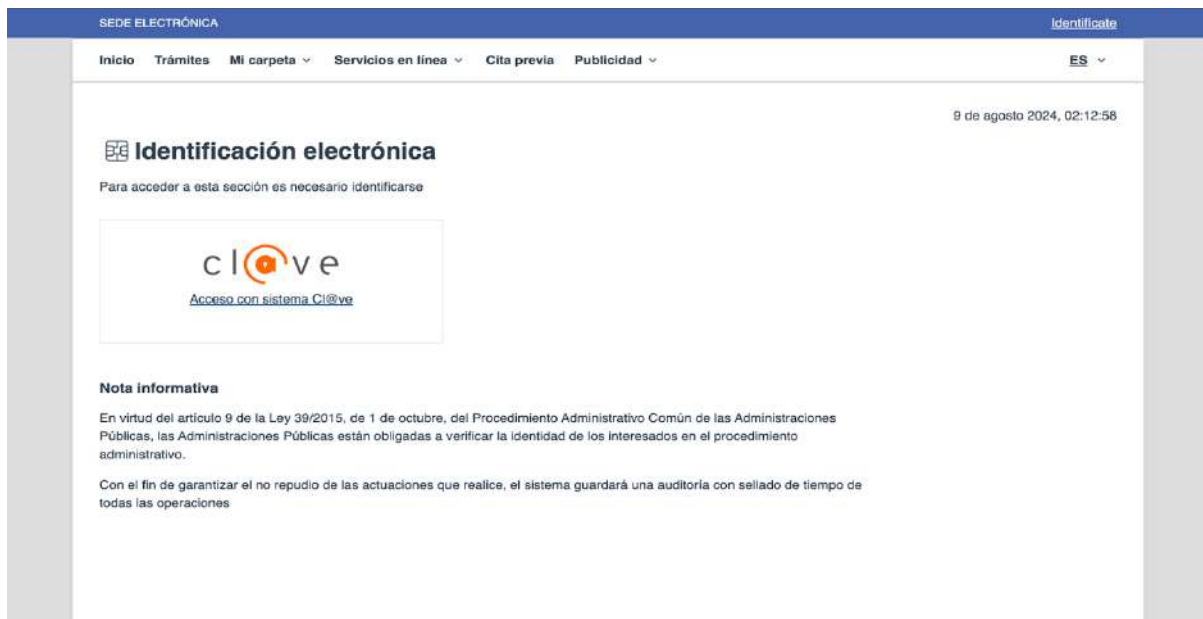 SEDE ELECTRÓNICA
Identifícate
Inicio Trámites Mi carpeta Servicios en línea Cita previa Publicidad
ES
9 de agosto 2024, 02:12:58
Identificación electrónica
Para acceder a esta sección es necesario identificarse
cl@ve
Acceso con sistema Cl@ve
Nota informativa
En virtud del artículo 9 de la Ley 39/2015, de 1 de octubre, del Procedimiento Administrativo Común de las Administraciones
Públicas, las Administraciones Públicas están obligadas a verificar la identidad de los interesados en el procedimiento
administrativo.
Con el fin de garantizar el no repudio de las actuaciones que realice, el sistema guardará una auditoría con sellado de tiempo de
todas las operaciones